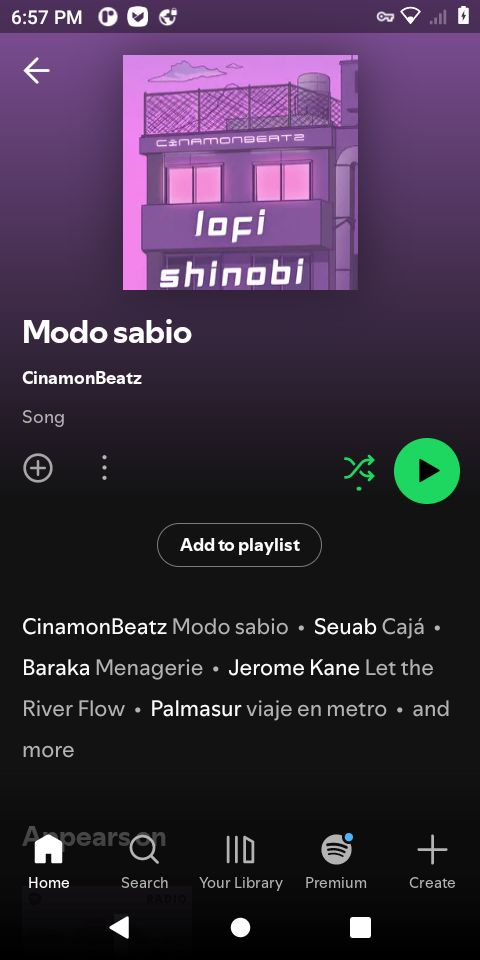 6:57 PM
CINAMONBEATZ
lofi
shinobi
Modo sabio
CinamonBeatz
Song
Add to playlist
CinamonBeatz Modo sabio • Seuab Cajá •
Baraka Menagerie • Jerome Kane Let the
River Flow • Palmasur viaje en metro • and
more
Appears on
Home Search Your Library Premium Create
RADIO